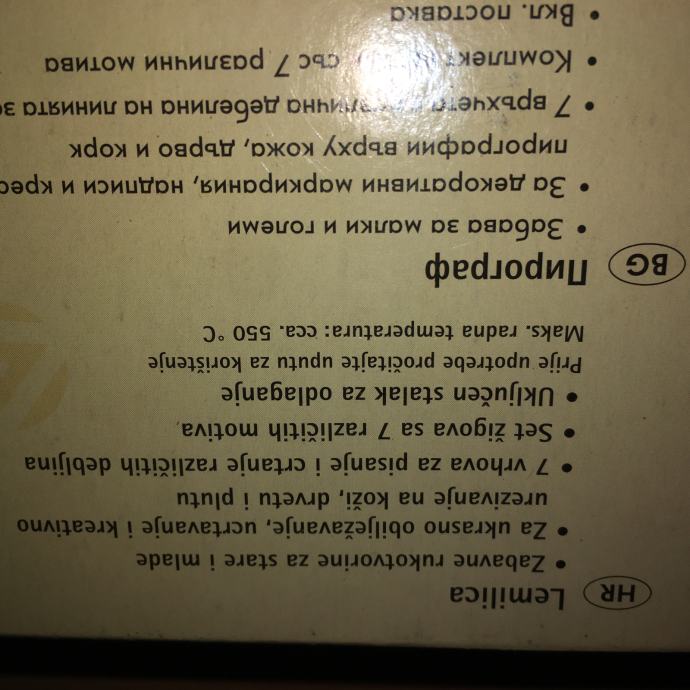 HR Lemilica
• Zabavne rukotvorine za stare i mlade
• Za ukrasno obilježavanje, ucrtavanje i kreativno
urezivanje na koži, drvetu i plutu
• 7 vrhova za pisanje i crtanje različitih debljina
• Set žigova sa 7 različitih motiva
• Uključen stalak za odlaganje
Prije upotrebe pročitajte uputu za korištenje
Maks. radna temperatura: cca. 550 °C
BG Пирограф
• Забава за малки и големи
• За декоративни маркирания, надписи и
пирографии върху кожа, дърво и корк
• 7 връхчета дебелина на линията
• Комплект със 7 различни мотива
• Вкл. поставка